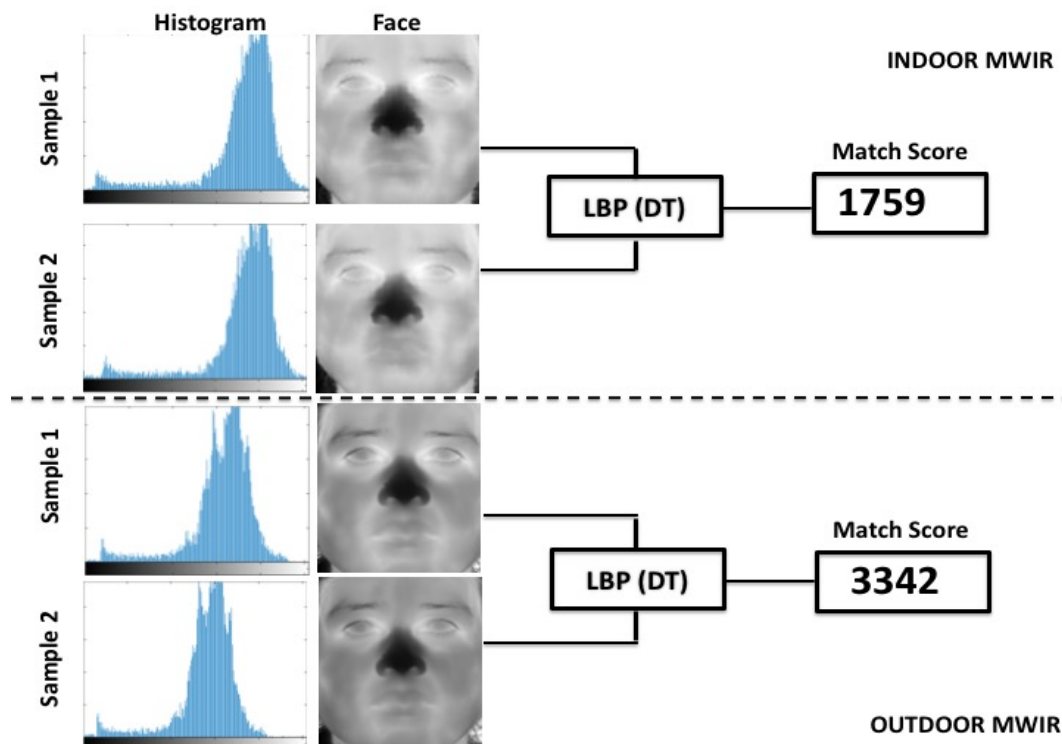 Histogram
Face
INDOOR MWIR
Sample 1
Match Score
LBP (DT)
1759
Sample 2
Sample 1
Match Score
LBP (DT)
3342
Sample 2
OUTDOOR MWIR